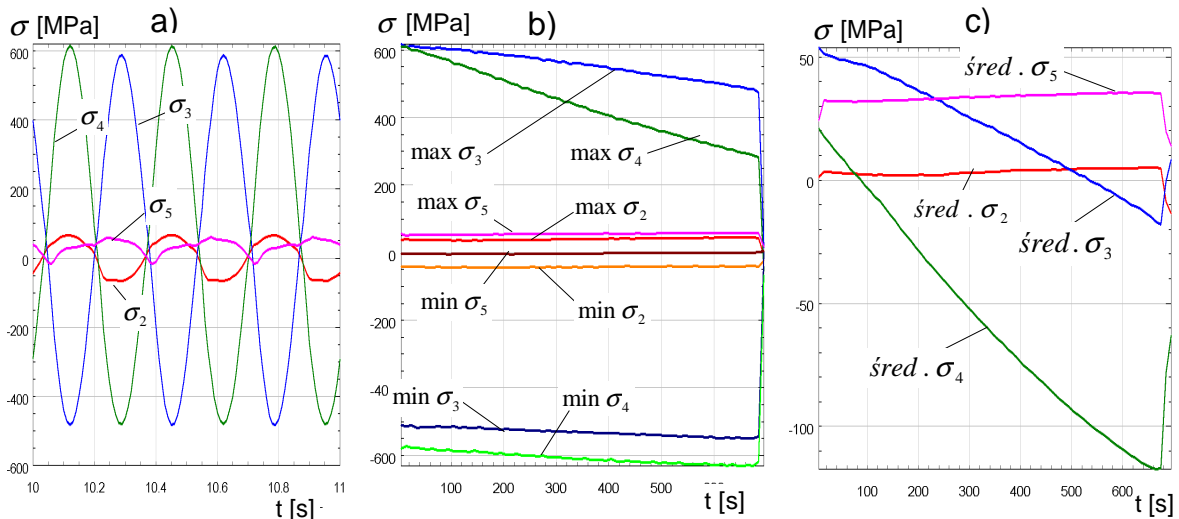 a)
σ [MPa]
600
400
200
0
-200
-400
-600
σ₄
σ₃
σ₅
σ₂
10
10.2
10.4
10.6
10.8
11
t [s]
b)
σ [MPa]
600
400
200
0
-200
-400
-600
max σ₃
max σ₄
max σ₅
max σ₂
min σ₅
min σ₂
min σ₃
min σ₄
100
200
300
400
500
t [s]
c)
σ [MPa]
50
0
-50
-100
śred . σ₅
śred . σ₂
śred . σ₃
śred . σ₄
100
200
300
400
500
600
t [s]